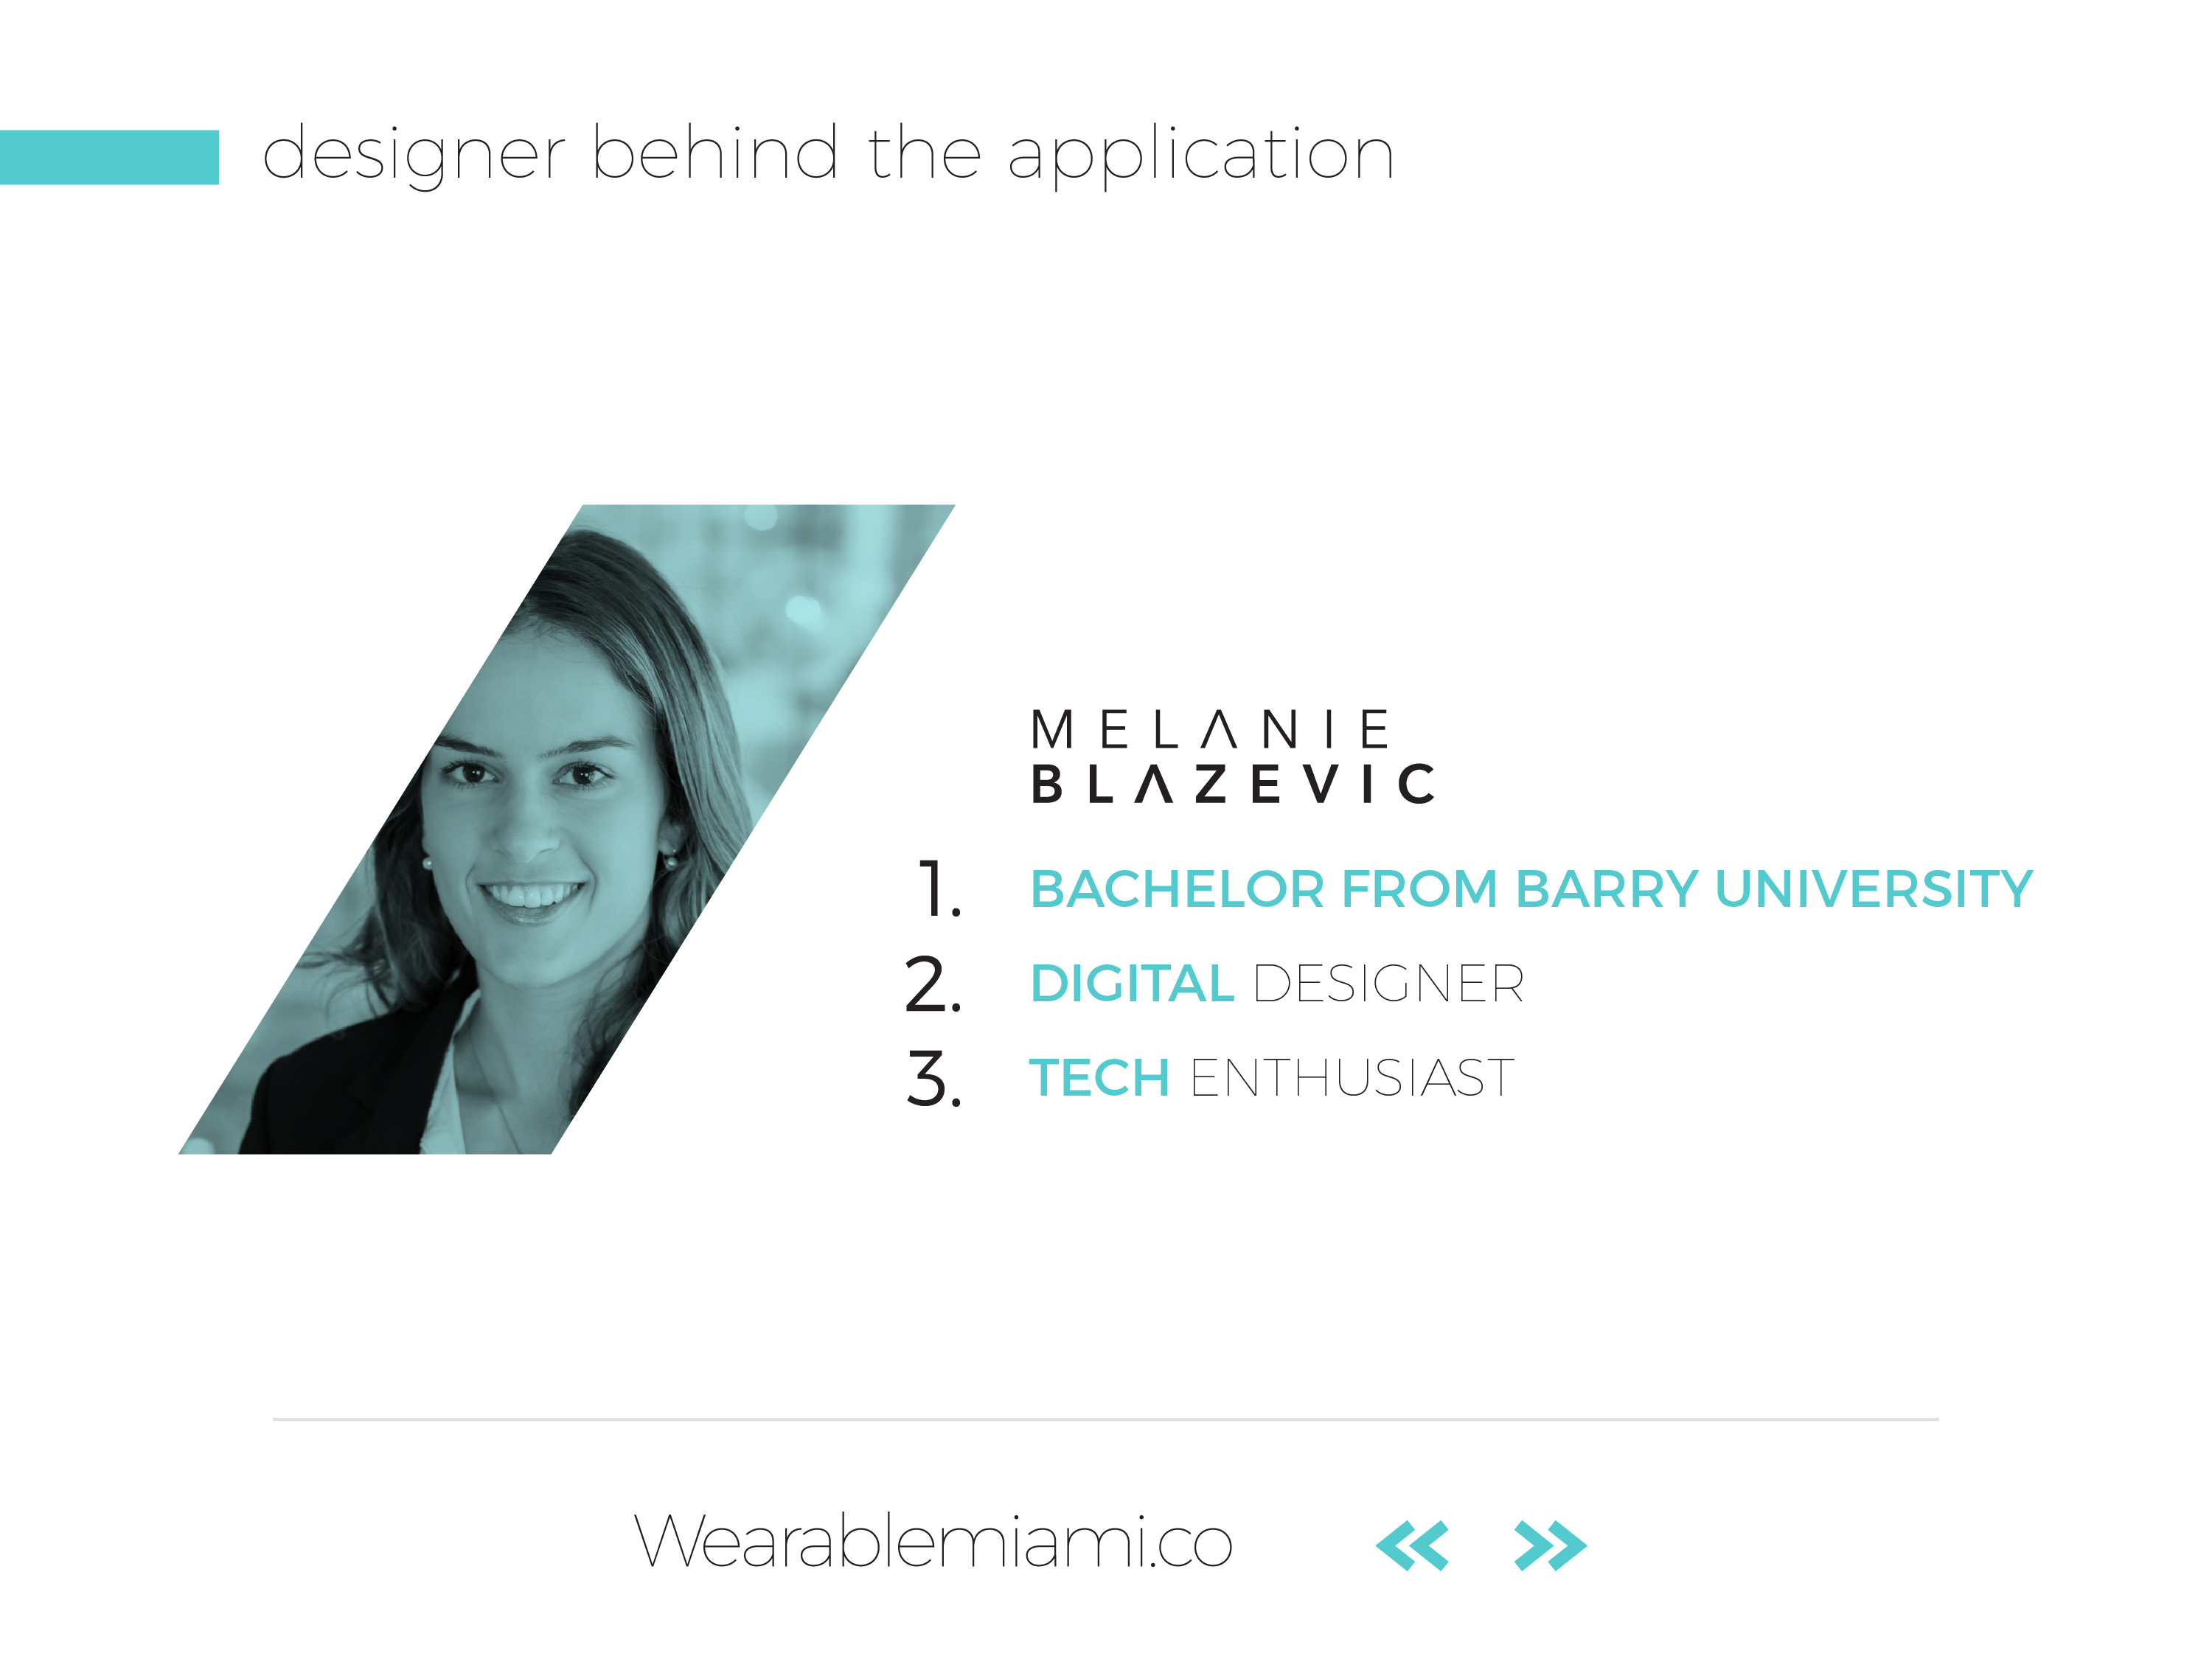 designer behind the application
MELANIE
BLAZEVIC
1. BACHELOR FROM BARRY UNIVERSITY
2. DIGITAL DESIGNER
3. TECH ENTHUSIAST
Wearablemiami.co